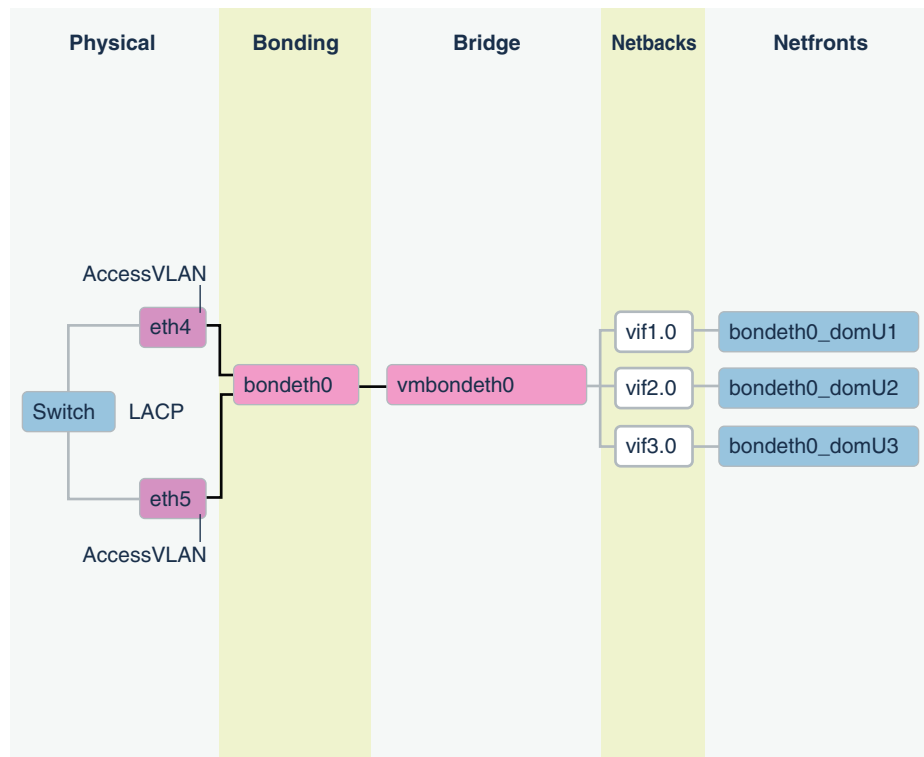 Physical
Bonding
Bridge
Netbacks
Netfronts
AccessVLAN
eth4
Switch
LACP
eth5
AccessVLAN
bondeth0
vmbondeth0
vif1.0
bondeth0_domU1
vif2.0
bondeth0_domU2
vif3.0
bondeth0_domU3